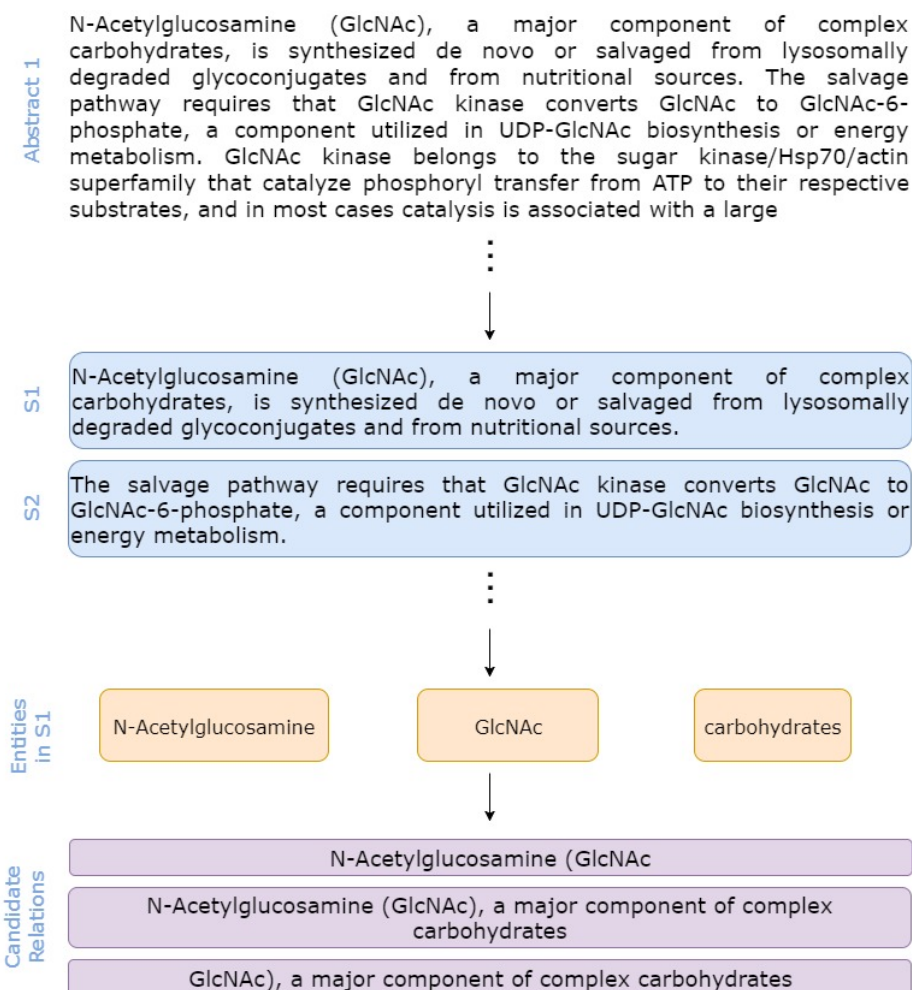 Abstract 1
N-Acetylglucosamine (GlcNAc), a major component of complex
carbohydrates, is synthesized de novo or salvaged from lysosomally
degraded glycoconjugates and from nutritional sources. The salvage
pathway requires that GlcNAc kinase converts GlcNAc to GlcNAc-6-
phosphate, a component utilized in UDP-GlcNAc biosynthesis or energy
metabolism. GlcNAc kinase belongs to the sugar kinase/Hsp70/actin
superfamily that catalyze phosphoryl transfer from ATP to their respective
substrates, and in most cases catalysis is associated with a large
S1
N-Acetylglucosamine (GlcNAc), a major component of complex
carbohydrates, is synthesized de novo or salvaged from lysosomally
degraded glycoconjugates and from nutritional sources.
S2
The salvage pathway requires that GlcNAc kinase converts GlcNAc to
GlcNAc-6-phosphate, a component utilized in UDP-GlcNAc biosynthesis or
energy metabolism.
Entities
in S1
N-Acetylglucosamine
GlcNAc
carbohydrates
Candidate
Relations
N-Acetylglucosamine (GlcNAc
N-Acetylglucosamine (GlcNAc), a major component of complex
carbohydrates
GlcNAc), a major component of complex carbohydrates